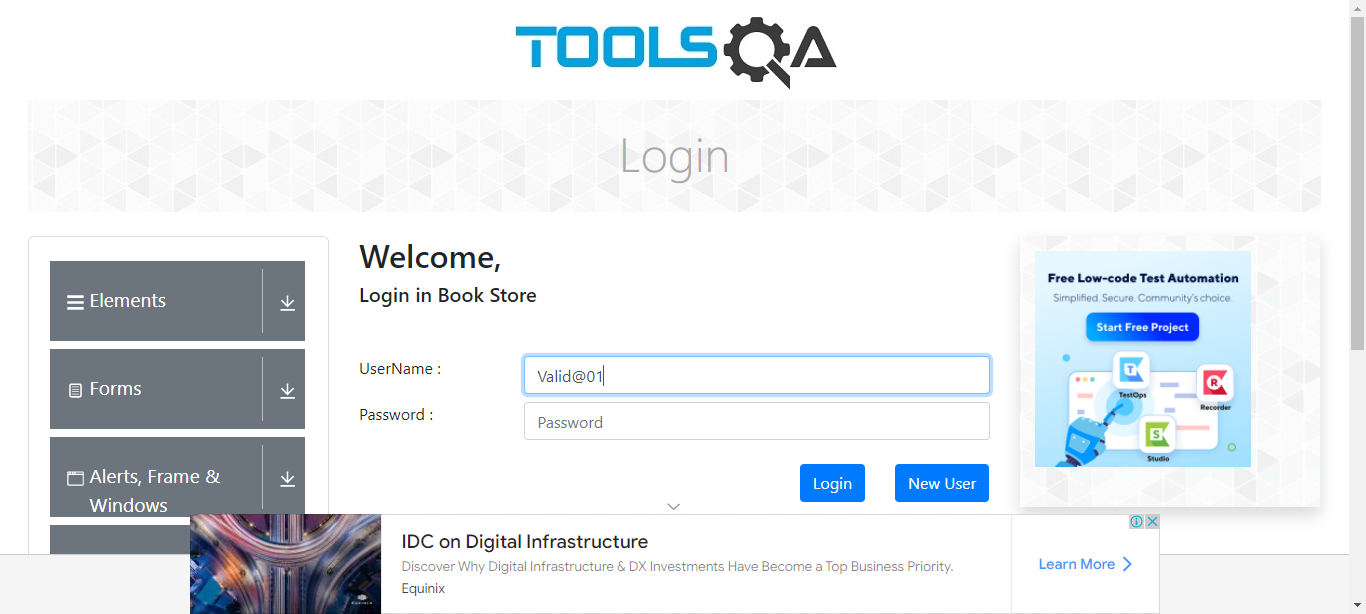 TOOLSQA
Login
Elements
Forms
Alerts, Frame &
Windows
Welcome,
Login in Book Store
UserName :
Valid@01
Password :
Password
Login
New User
Free Low-code Test Automation
Simplified. Secure. Community's choice.
Start Free Project
T
TestOps
R
Recorder
S
Studio
IDC on Digital Infrastructure
Discover Why Digital Infrastructure & DX Investments Have Become a Top Business Priority.
Equinix
Learn More
EQUINIX